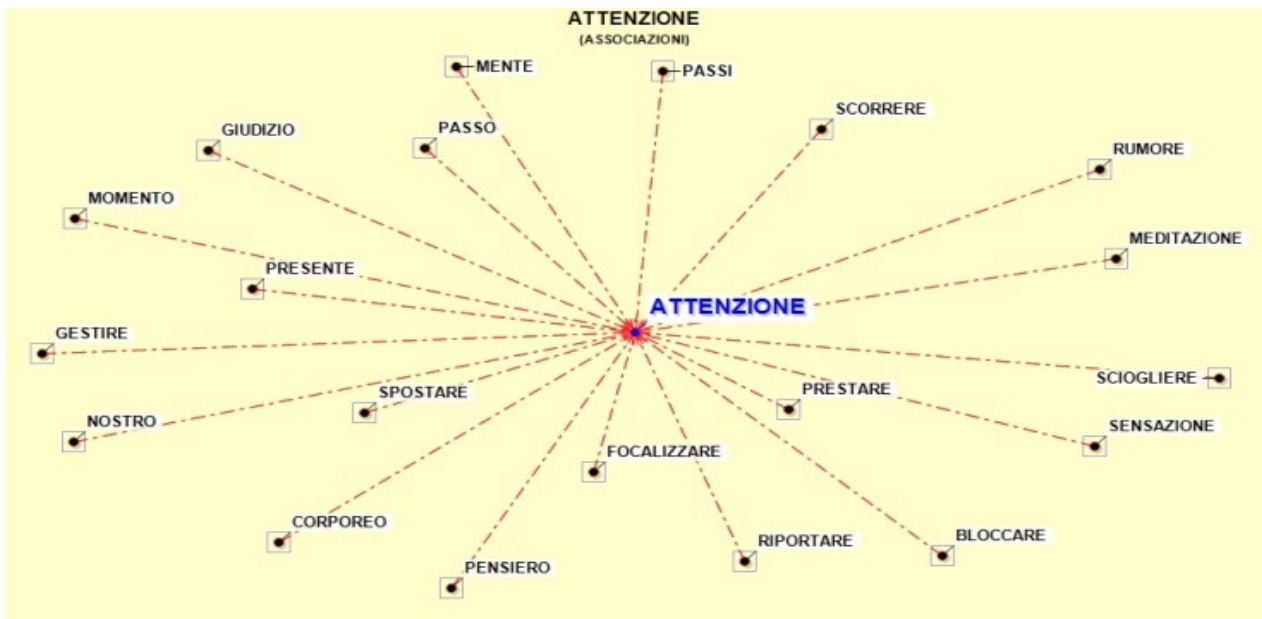 ATTENZIONE
(ASSOCIAZIONI)
MENTE
PASSI
SCORRERE
GIUDIZIO
PASSO
RUMORE
MOMENTO
MEDITAZIONE
PRESENTE
ATTENZIONE
GESTIRE
SCIOGLIERE
SPOSTARE
PRESTARE
NOSTRO
SENSAZIONE
FOCALIZZARE
CORPOREO
BLOCCARE
RIPORTARE
PENSIERO